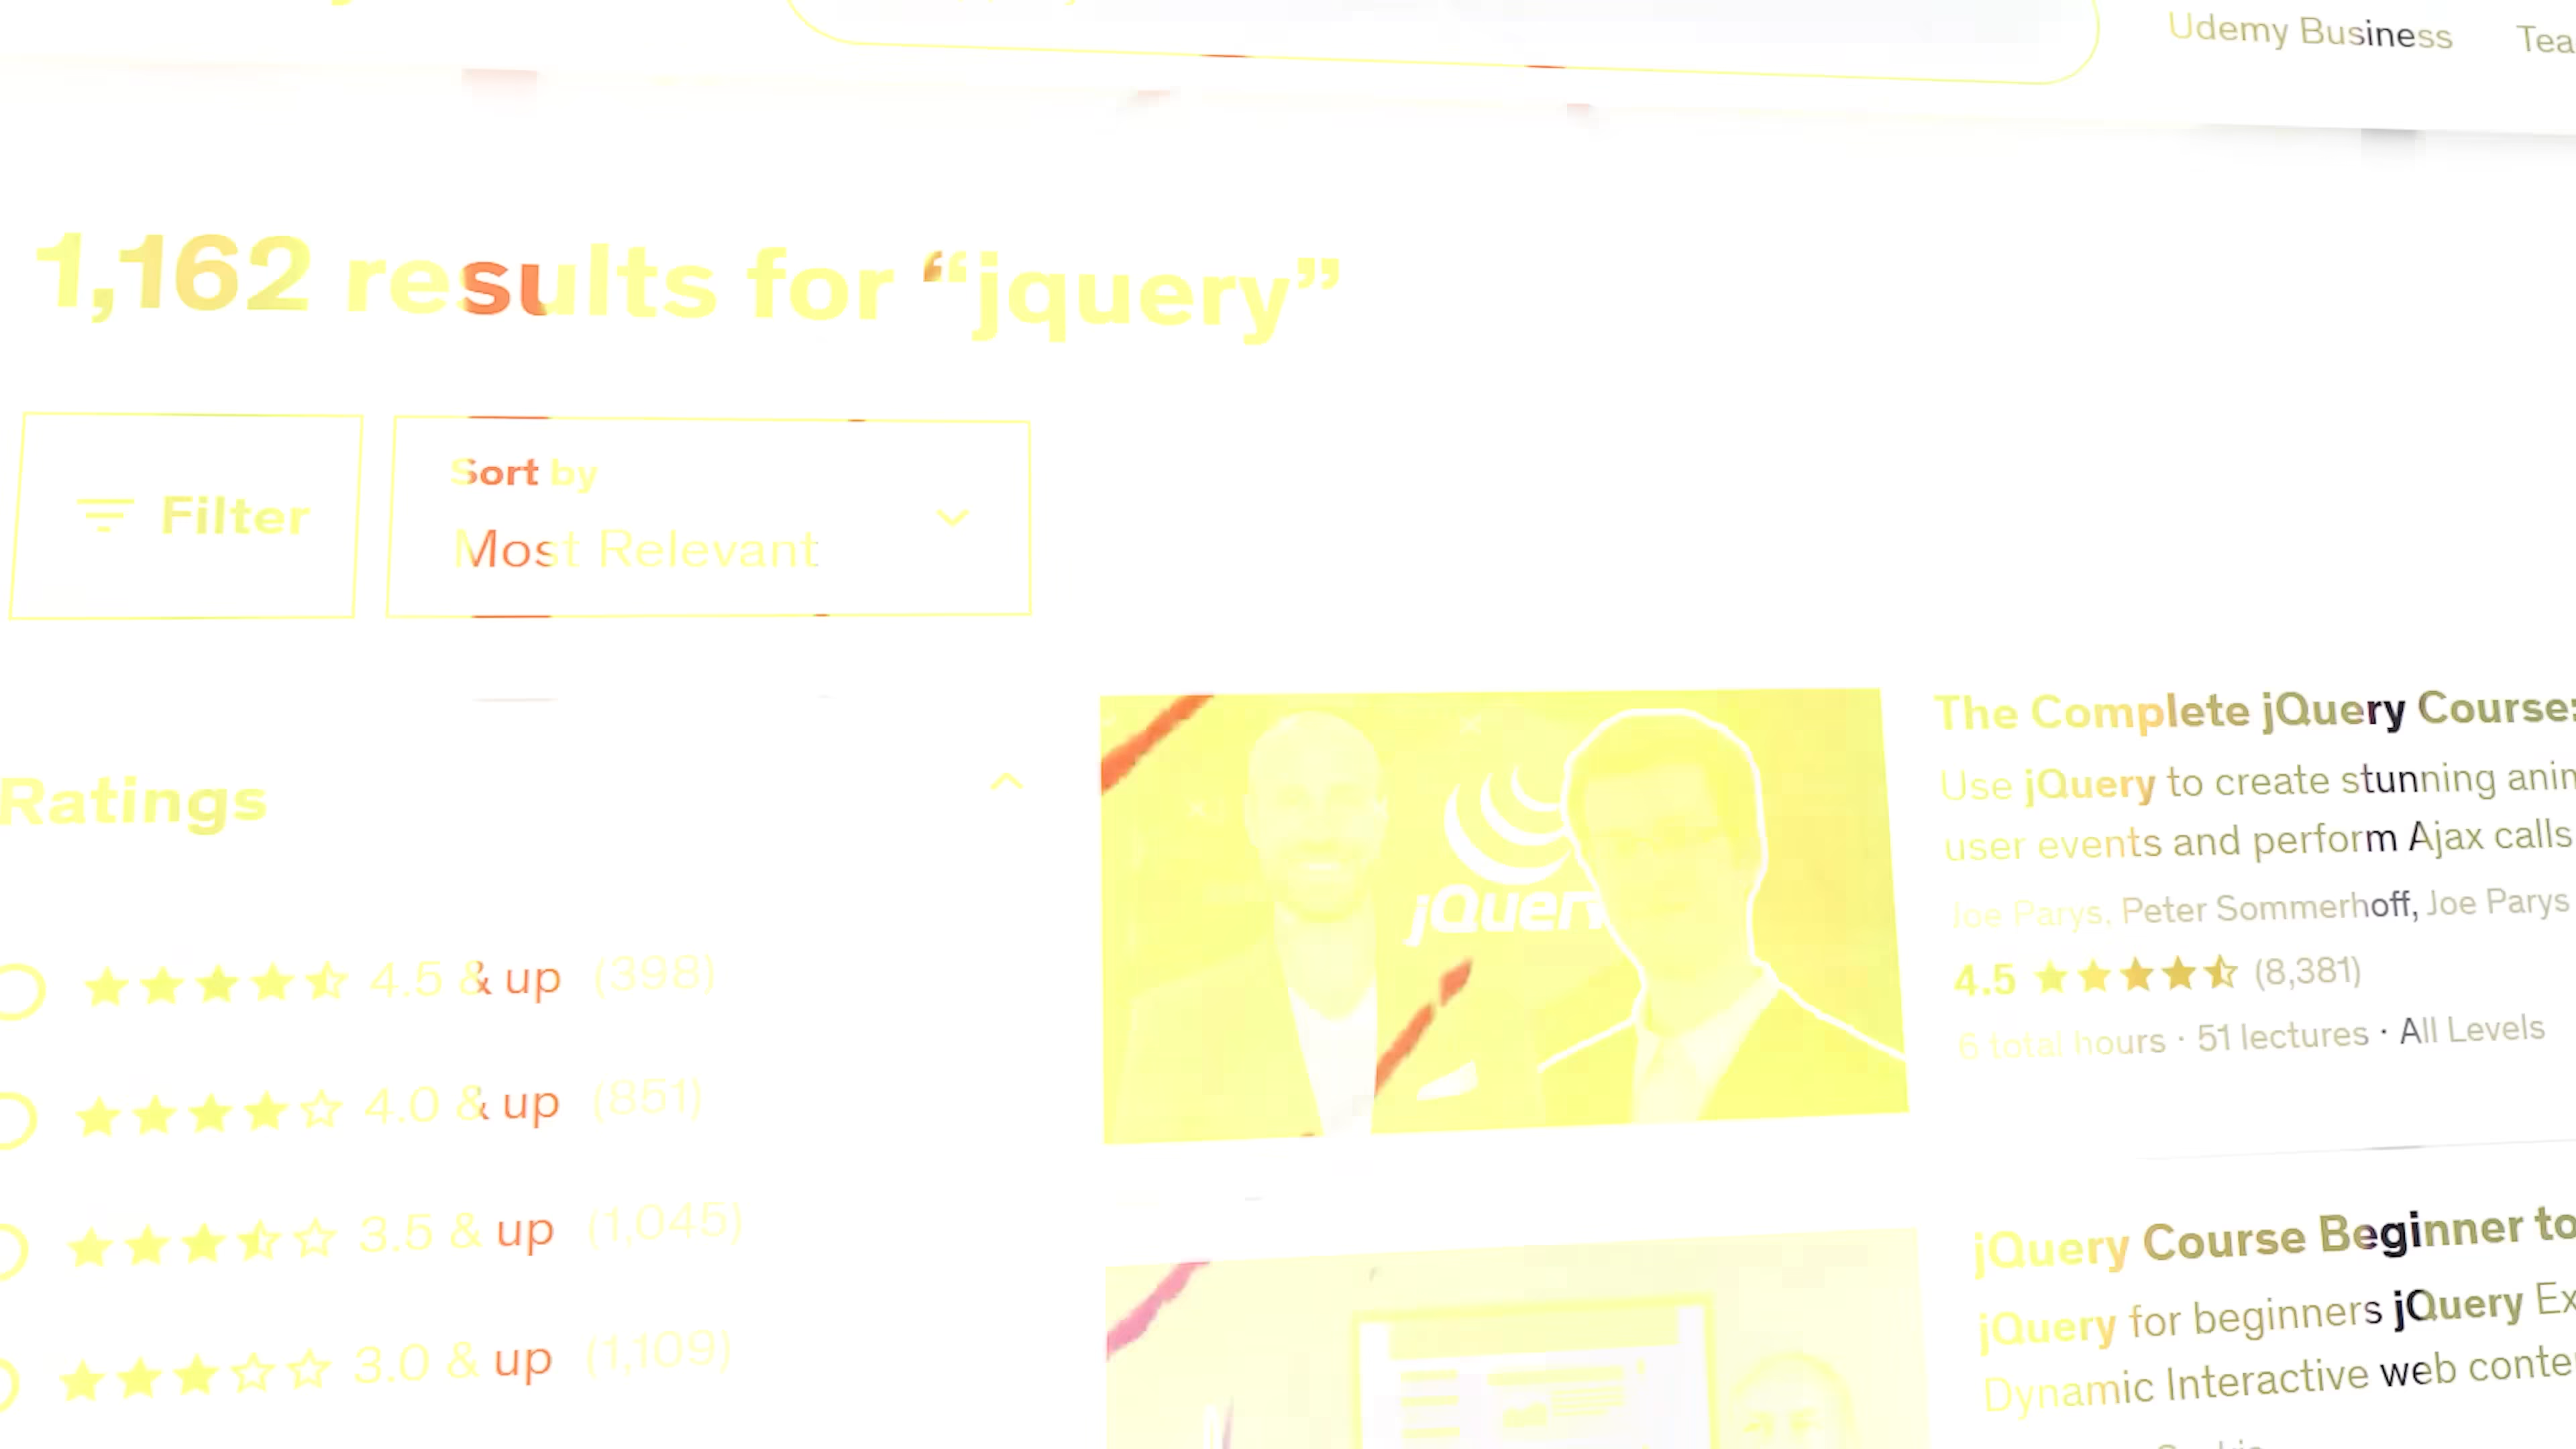 Udemy Business
1,162 results for “jquery”
Filter
Sort by
Most Relevant
Ratings
4.5 & up (398)
4.0 & up (851)
3.5 & up (1,045)
3.0 & up (1,109)
jQuery
The Complete jQuery Course:
Use jQuery to create stunning
user events and perform Ajax calls
Joe Parys, Peter Sommerhoff, Joe Parys
4.5 (8,381)
6 total hours · 51 lectures · All Levels
jQuery Course Beginner to
jQuery for beginners jQuery
Dynamic Interactive web